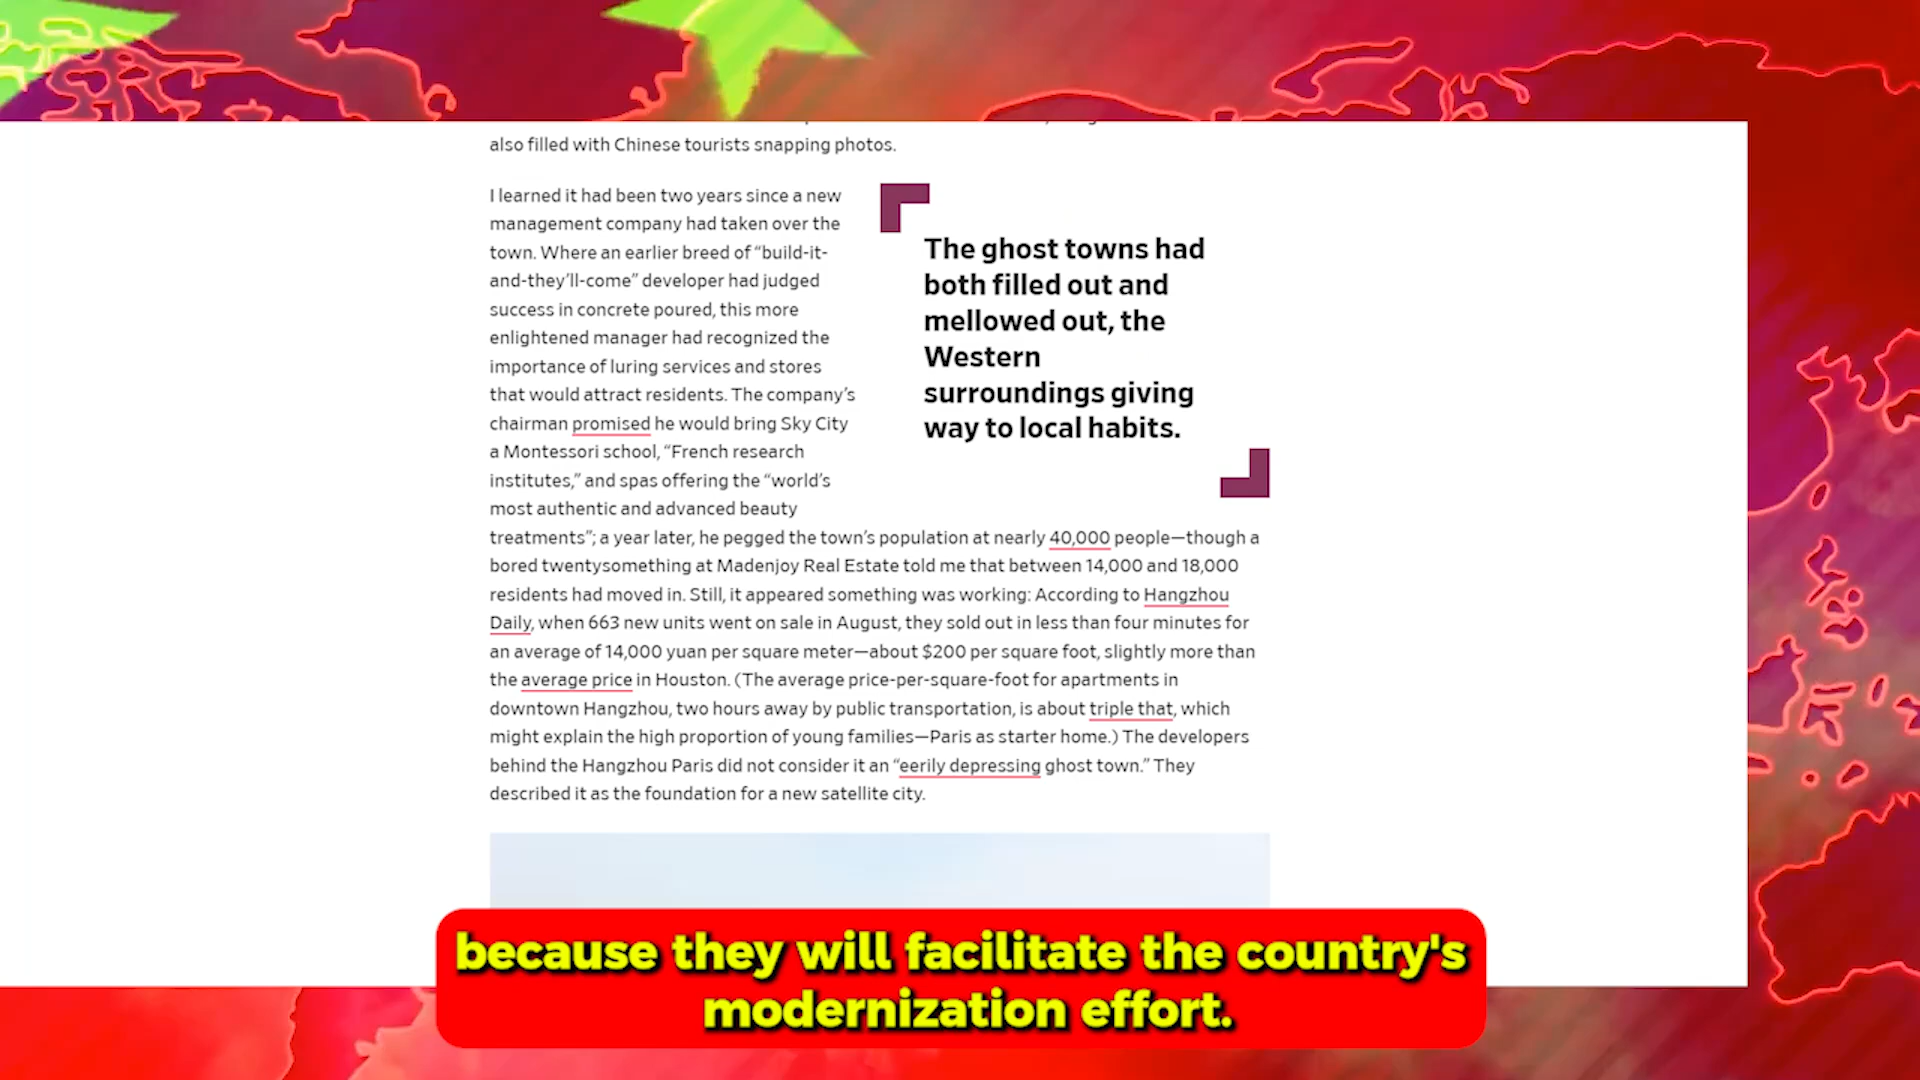 also filled with Chinese tourists snapping photos.
I learned it had been two years since a new
management company had taken over the
town. Where an earlier breed of “build-it-
and-they’ll-come” developer had judged
success in concrete poured, this more
enlightened manager had recognized the
importance of luring services and stores
that would attract residents. The company’s
chairman promised he would bring Sky City
a Montessori school, “French research
institutes,” and spas offering the “world’s
most authentic and advanced beauty
treatments”; a year later, he pegged the town’s population at nearly 40,000 people—though a
bored twentysomething at Madenjoy Real Estate told me that between 14,000 and 18,000
residents had moved in. Still, it appeared something was working: According to Hangzhou
Daily, when 663 new units went on sale in August, they sold out in less than four minutes for
an average of 14,000 yuan per square meter—about $200 per square foot, slightly more than
the average price in Houston. (The average price-per-square-foot for apartments in
downtown Hangzhou, two hours away by public transportation, is about triple that, which
might explain the high proportion of young families—Paris as starter home.) The developers
behind the Hangzhou Paris did not consider it an “eerily depressing ghost town.” They
described it as the foundation for a new satellite city.
The ghost towns had
both filled out and
mellowed out, the
Western
surroundings giving
way to local habits.
because they will facilitate the country's
modernization effort.